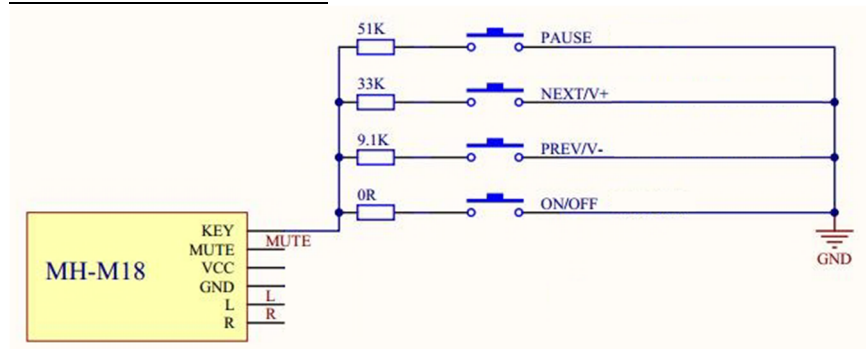 51K
PAUSE
33K
NEXT/V+
9.1K
PREV/V-
0R
ON/OFF
KEY
MUTE
MUTE
VCC
GND
L
L
R
R
MH-M18
GND